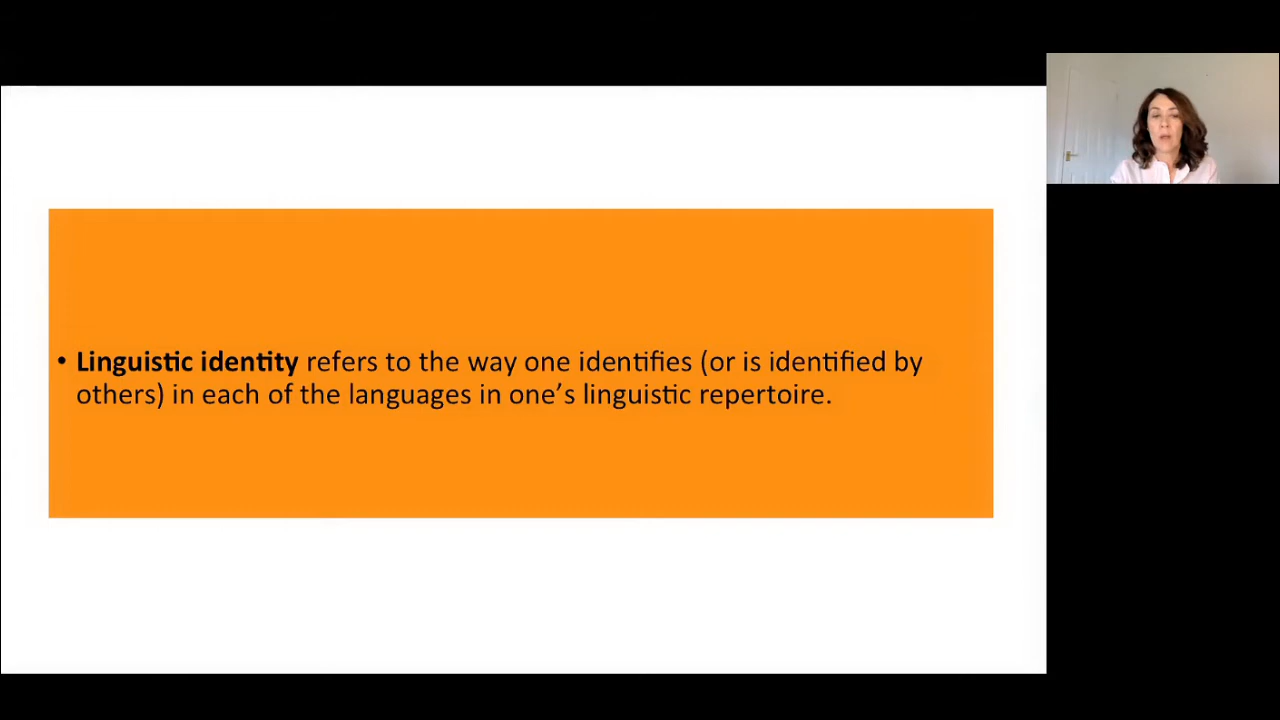 • Linguistic identity refers to the way one identifies (or is identified by
others) in each of the languages in one’s linguistic repertoire.